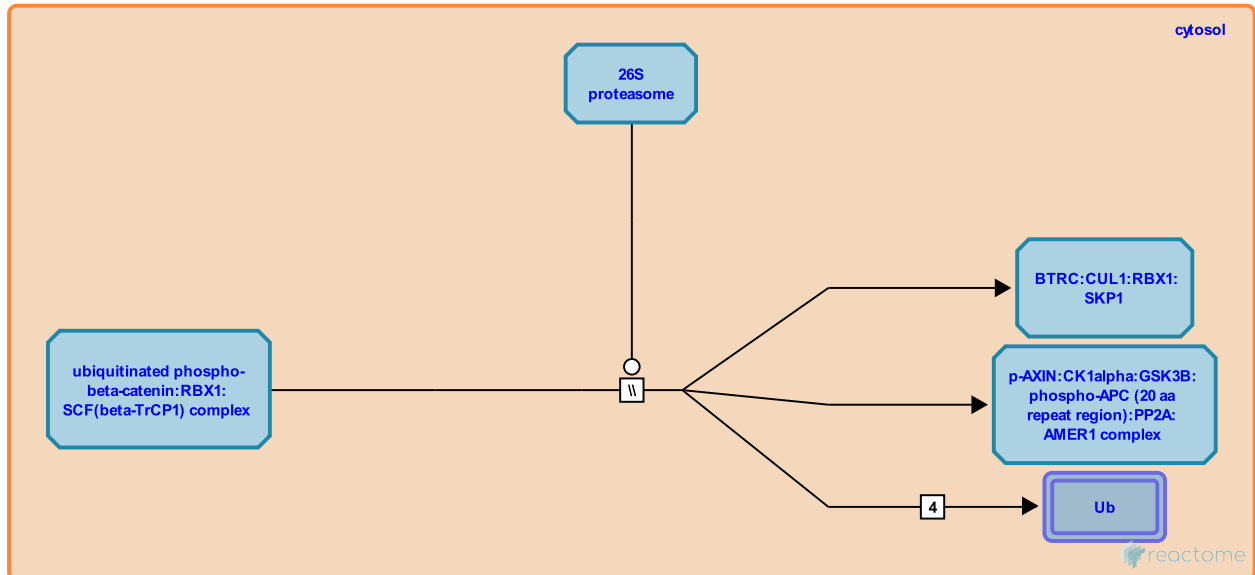 cytosol
26S
proteasome
BTRC:CUL1:RBX1:
SKP1
ubiquitinated phospho-
beta-catenin:RBX1:
SCF(beta-TrCP1) complex
\\
p-AXIN:CK1alpha:GSK3B:
phospho-APC (20 aa
repeat region):PP2A:
AMER1 complex
4
Ub
reactome